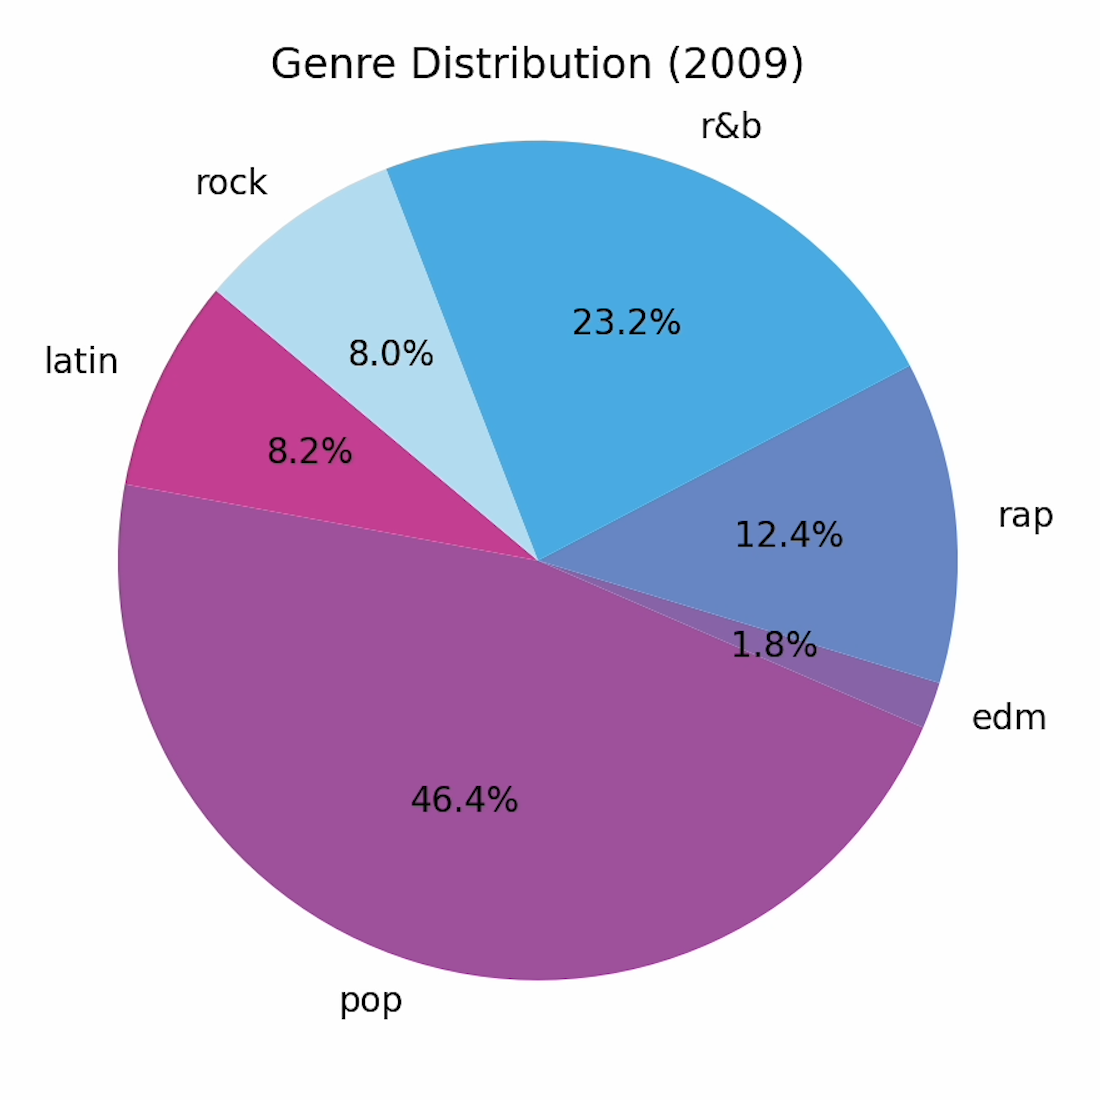 Genre Distribution (2009)
r&b
rock
23.2%
8.0%
latin
8.2%
rap
12.4%
1.8%
edm
46.4%
pop